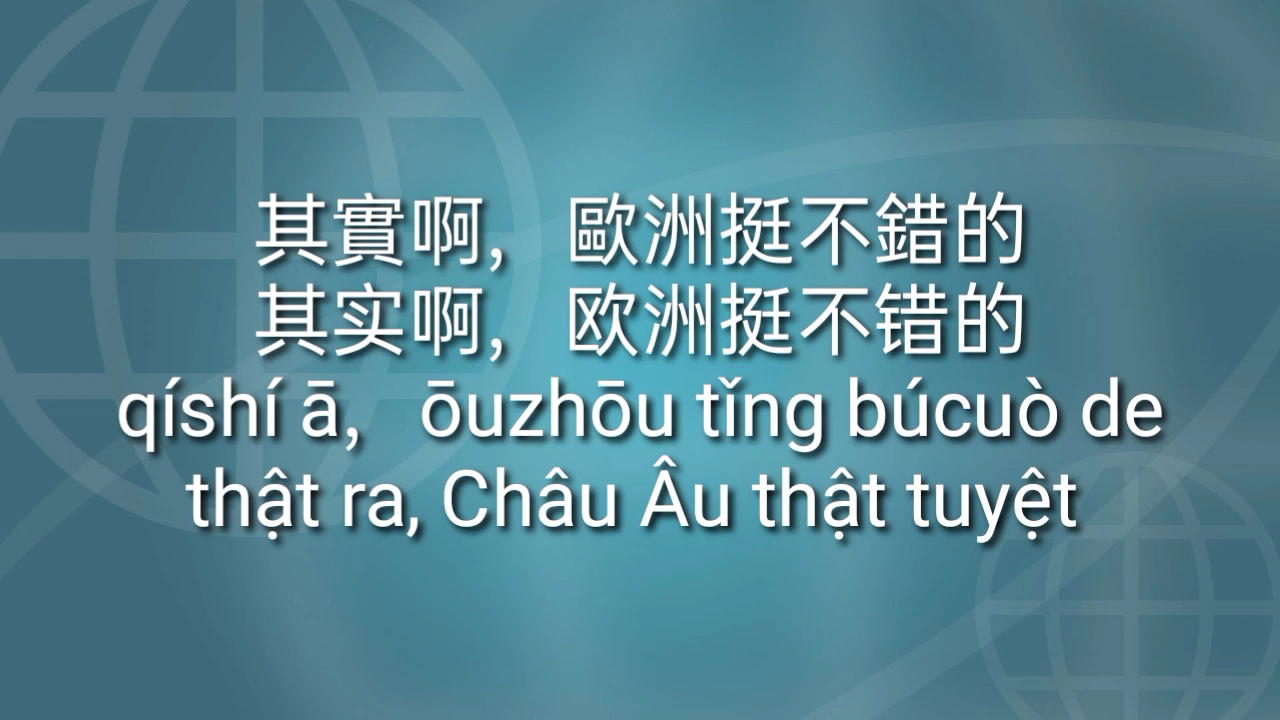 其實啊, 歐洲挺不錯的
其实啊, 欧洲挺不错的
qíshí ā, ōuzhōu tǐng búcuò de
thật ra, Châu Âu thật tuyệt